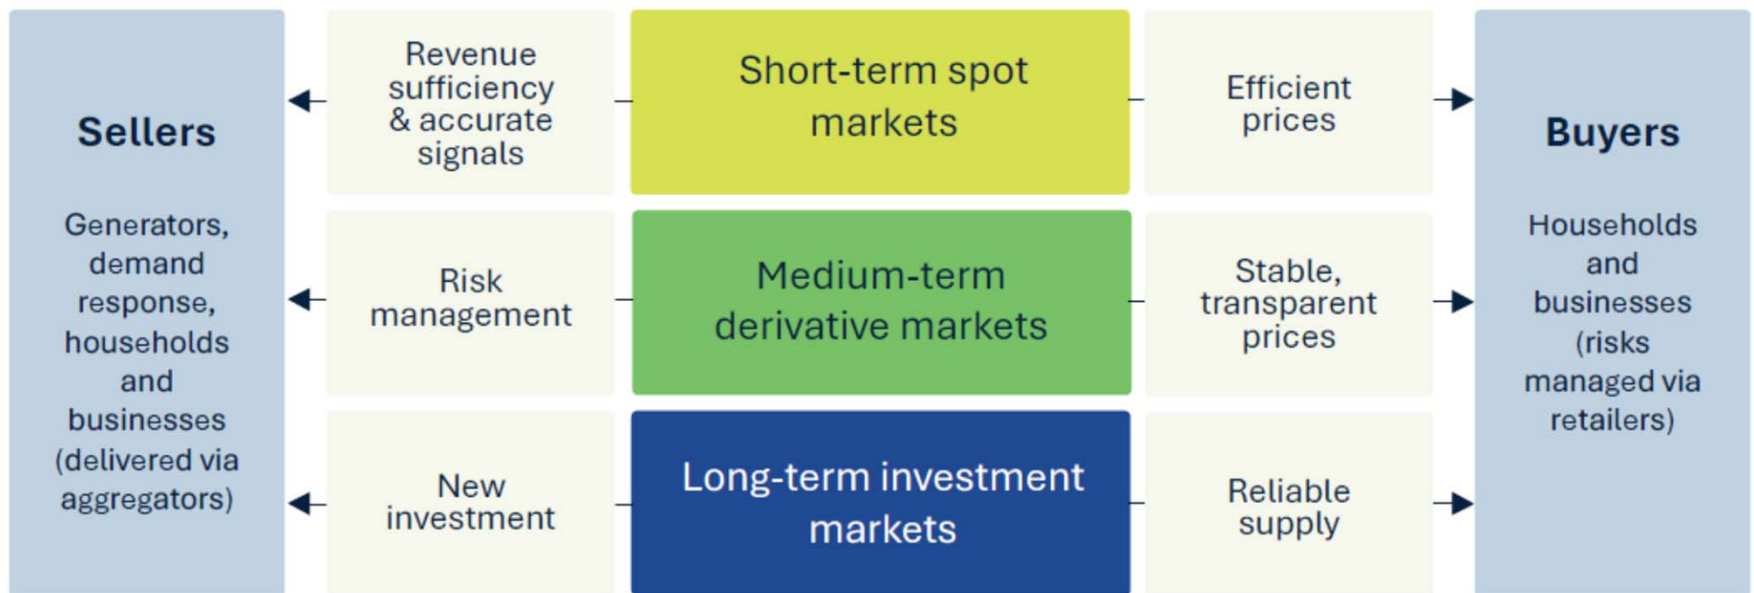 Sellers
Generators,
demand
response,
households
and
businesses
(delivered via
aggregators)
Revenue
sufficiency
& accurate
signals
Short-term spot
markets
Efficient
prices
Risk
management
Medium-term
derivative markets
Stable,
transparent
prices
New
investment
Long-term investment
markets
Reliable
supply
Buyers
Households
and
businesses
(risks
managed via
retailers)